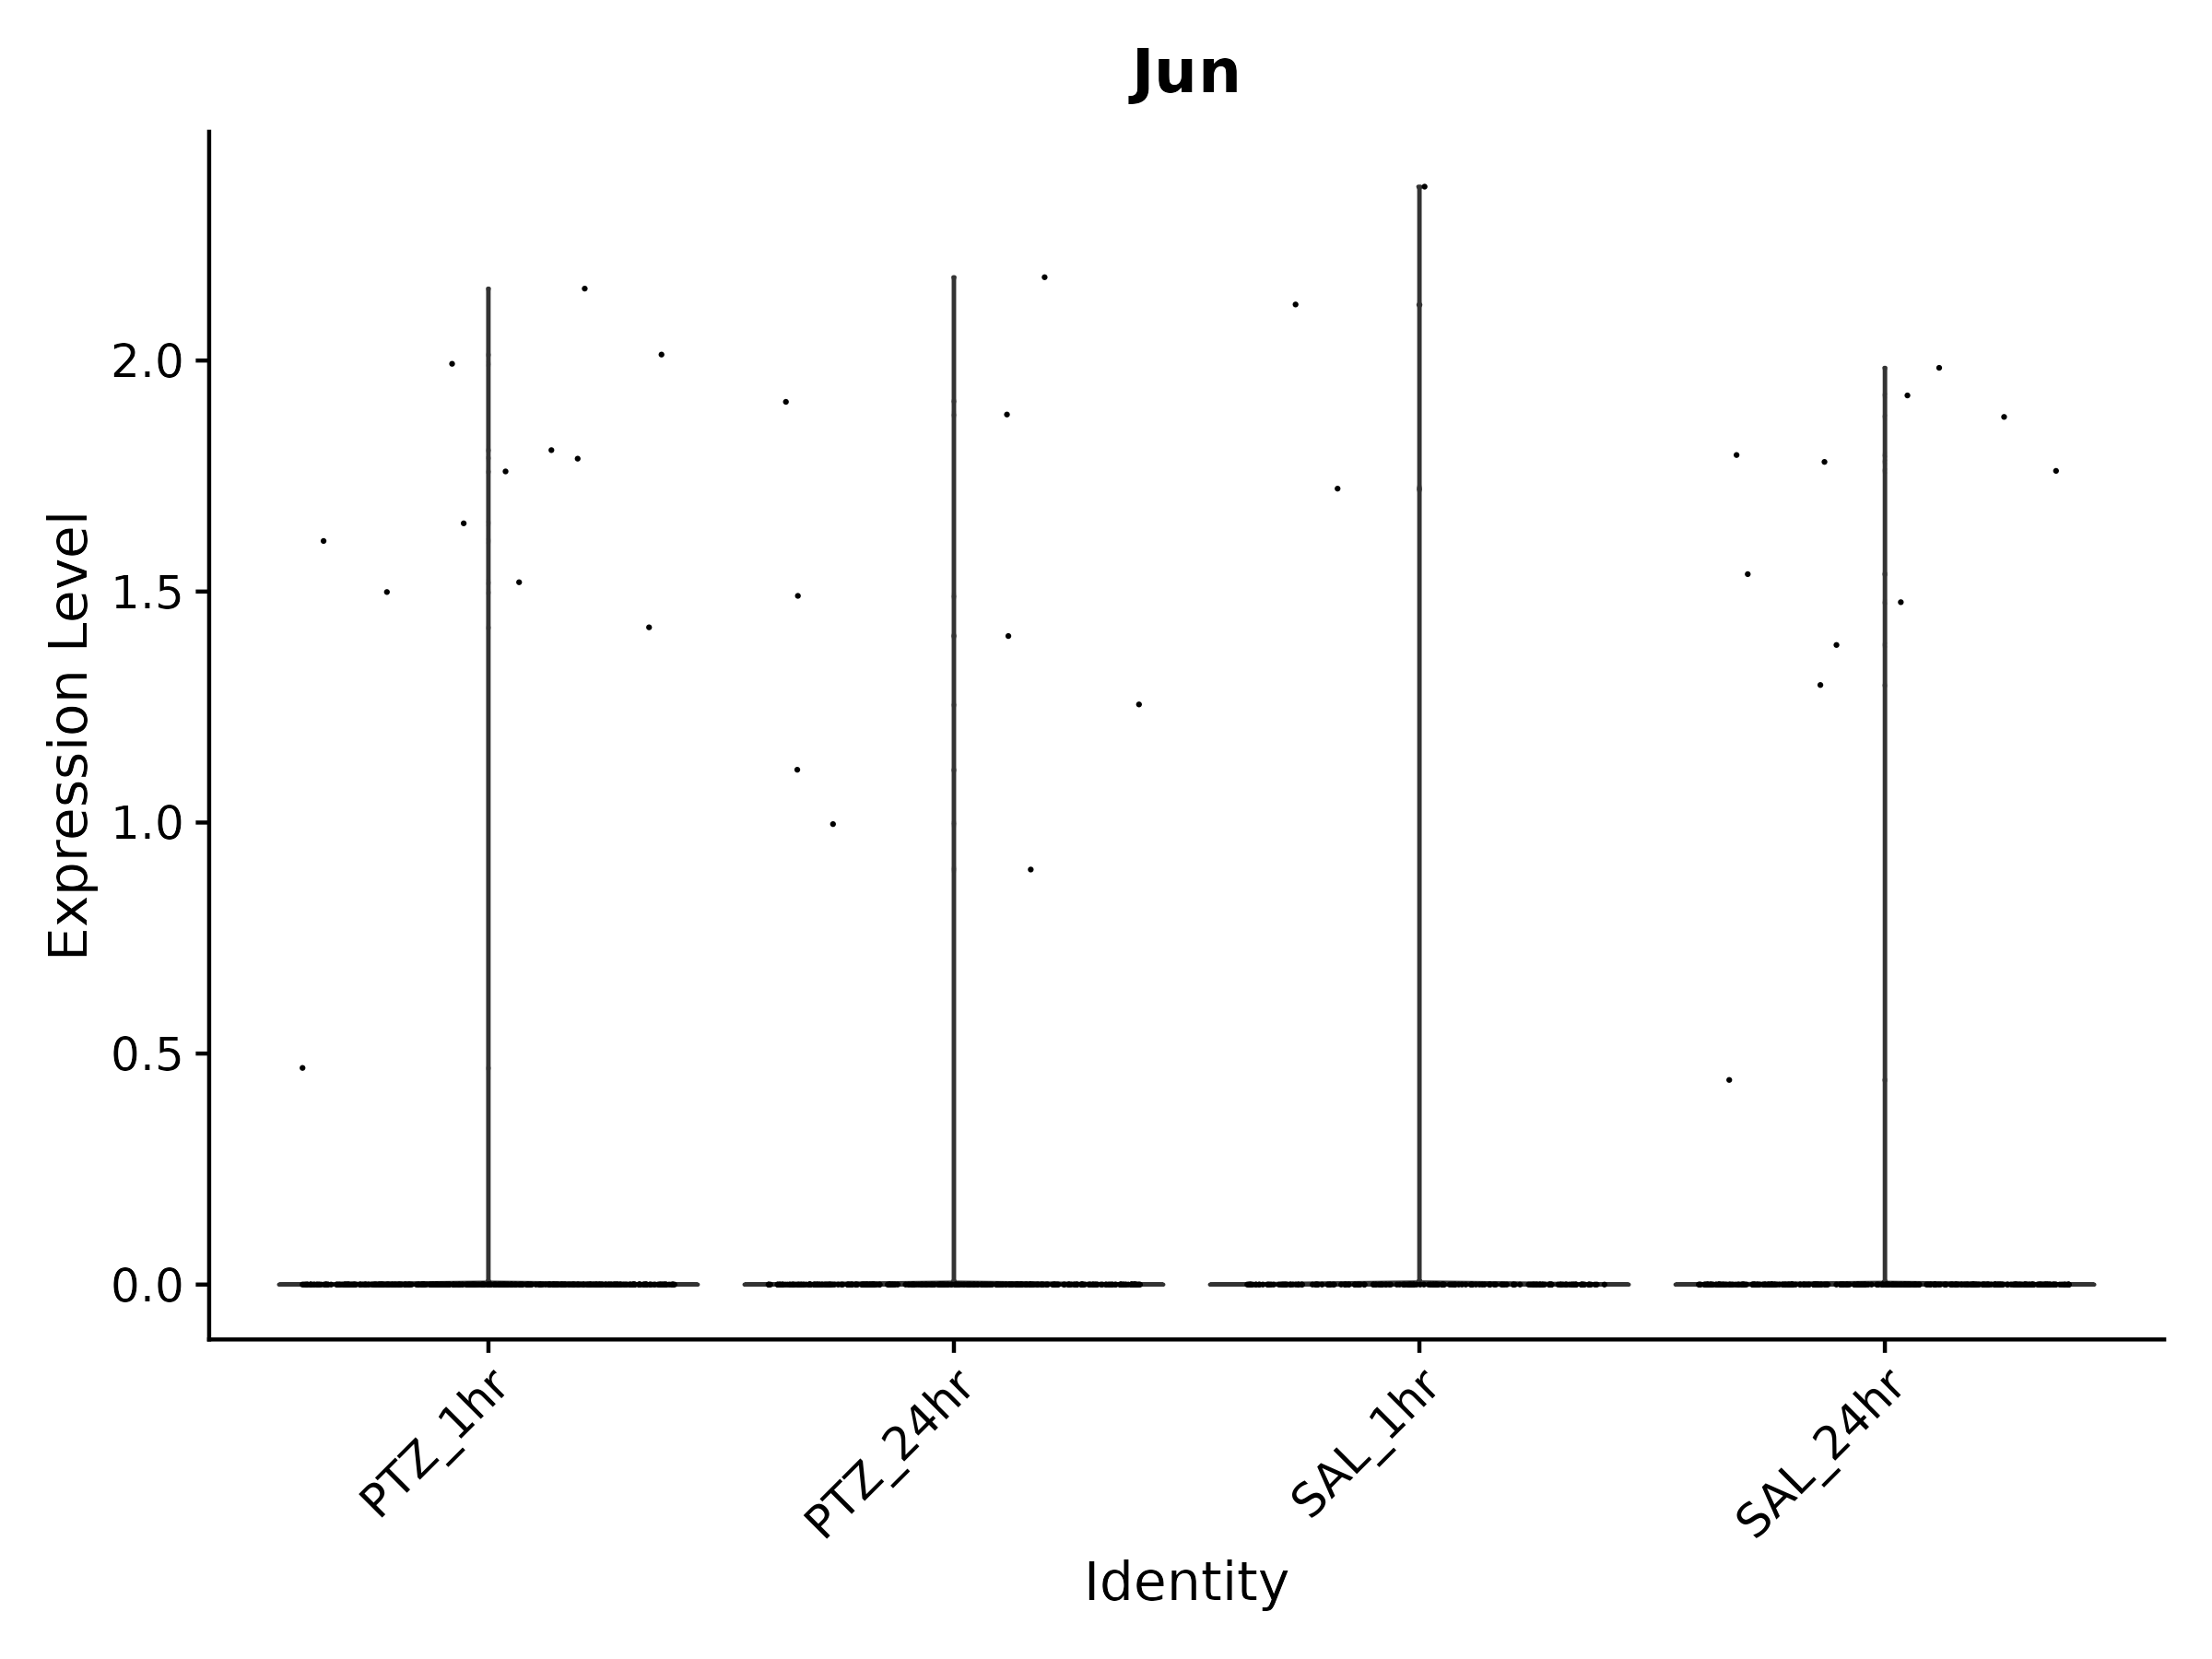 Jun
Expression Level
2.0
1.5
1.0
0.5
0.0
PTZ_1hr
PTZ_24hr
SAL_1hr
SAL_24hr
Identity